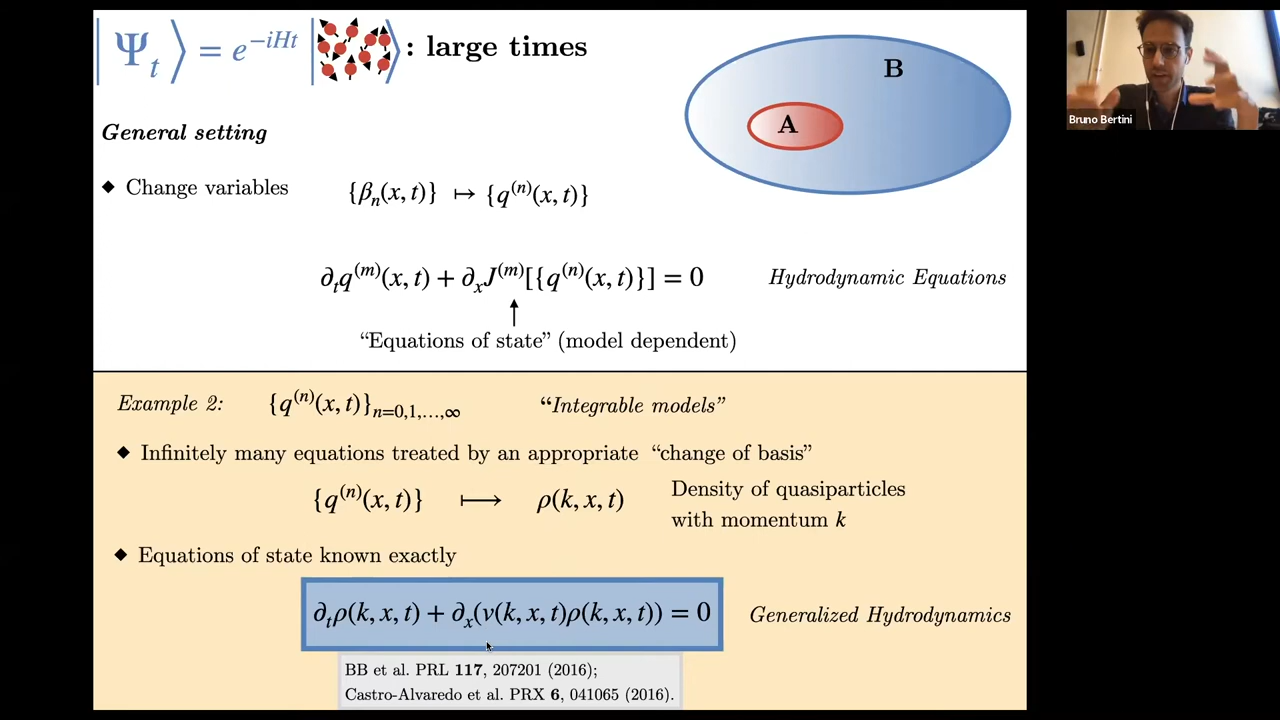 |Ψ_t⟩ = e^{-iHt} | ⟩ : large times
B
A
General setting
◆ Change variables {β_n(x, t)} ↦ {q^{(n)}(x, t)}
∂_t q^{(m)}(x, t) + ∂_x J^{(m)}[{q^{(n)}(x, t)}] = 0 Hydrodynamic Equations
↑
“Equations of state” (model dependent)
Example 2: {q^{(n)}(x, t)}_{n=0,1,…,∞} “Integrable models”
◆ Infinitely many equations treated by an appropriate “change of basis”
{q^{(n)}(x, t)} ⟼ ρ(k, x, t) Density of quasiparticles
with momentum k
◆ Equations of state known exactly
∂_t ρ(k, x, t) + ∂_x(v(k, x, t)ρ(k, x, t)) = 0 Generalized Hydrodynamics
BB et al. PRL 117, 207201 (2016);
Castro-Alvaredo et al. PRX 6, 041065 (2016).
Bruno Bertini